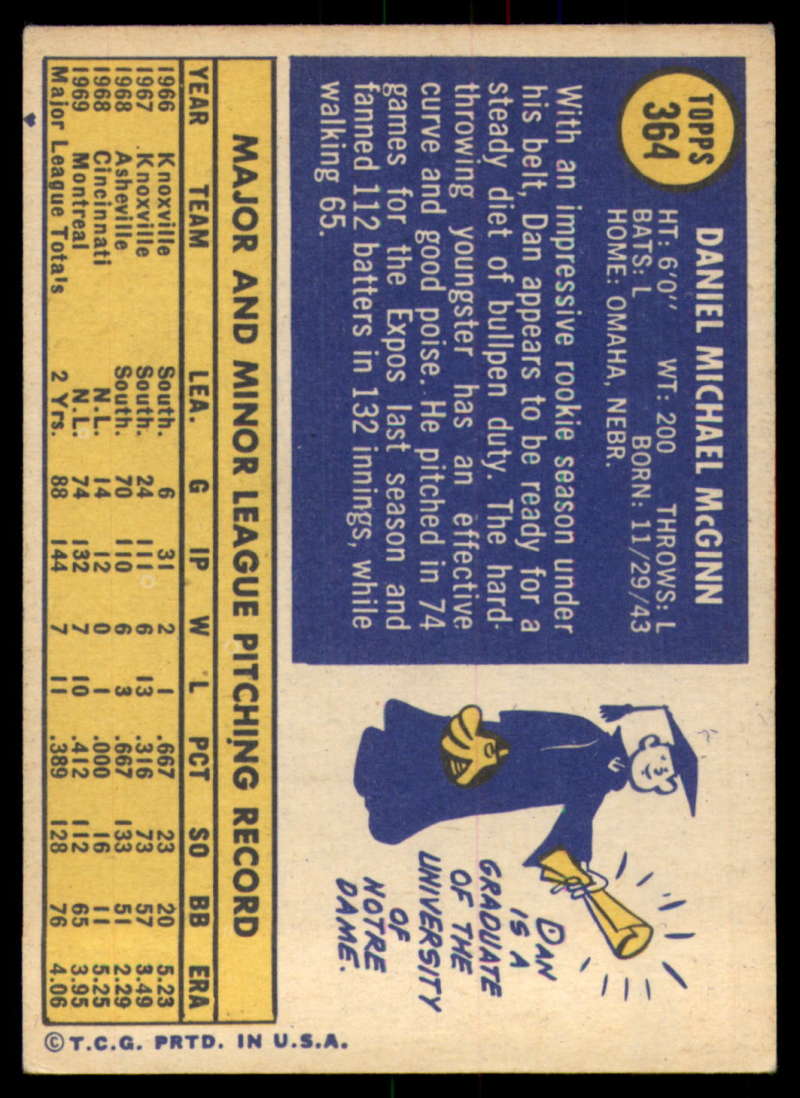 TOPPS
364
DANIEL MICHAEL McGINN
HT: 6'0" WT: 200 THROWS: L
BATS: L BORN: 11/29/43
HOME: OMAHA, NEBR.
With an impressive rookie season under
his belt, Dan appears to be ready for a
steady diet of bullpen duty. The hard-
throwing youngster has an effective
curve and good poise. He pitched in 74
games for the Expos last season and
fanned 112 batters in 132 innings, while
walking 65.
DAN
IS A
GRADUATE
OF THE
UNIVERSITY
OF
NOTRE
DAME.
MAJOR AND MINOR LEAGUE PITCHING RECORD
YEAR TEAM LEA. G IP W L PCT SO BB ERA
1966 Knoxville South. 6 31 2 1 .667 23 20 5.23
1967 Knoxville South. 24 111 6 13 .316 73 57 3.49
1968 Asheville South. 70 110 6 3 .667 133 51 2.29
1968 Cincinnati N.L. 14 12 0 1 .000 16 11 5.25
1969 Montreal N.L. 74 132 7 10 .412 112 65 3.95
Major League Totals 2 Yrs. 88 144 7 11 .389 128 76 4.06
© T.C.G. PRTD. IN U.S.A.